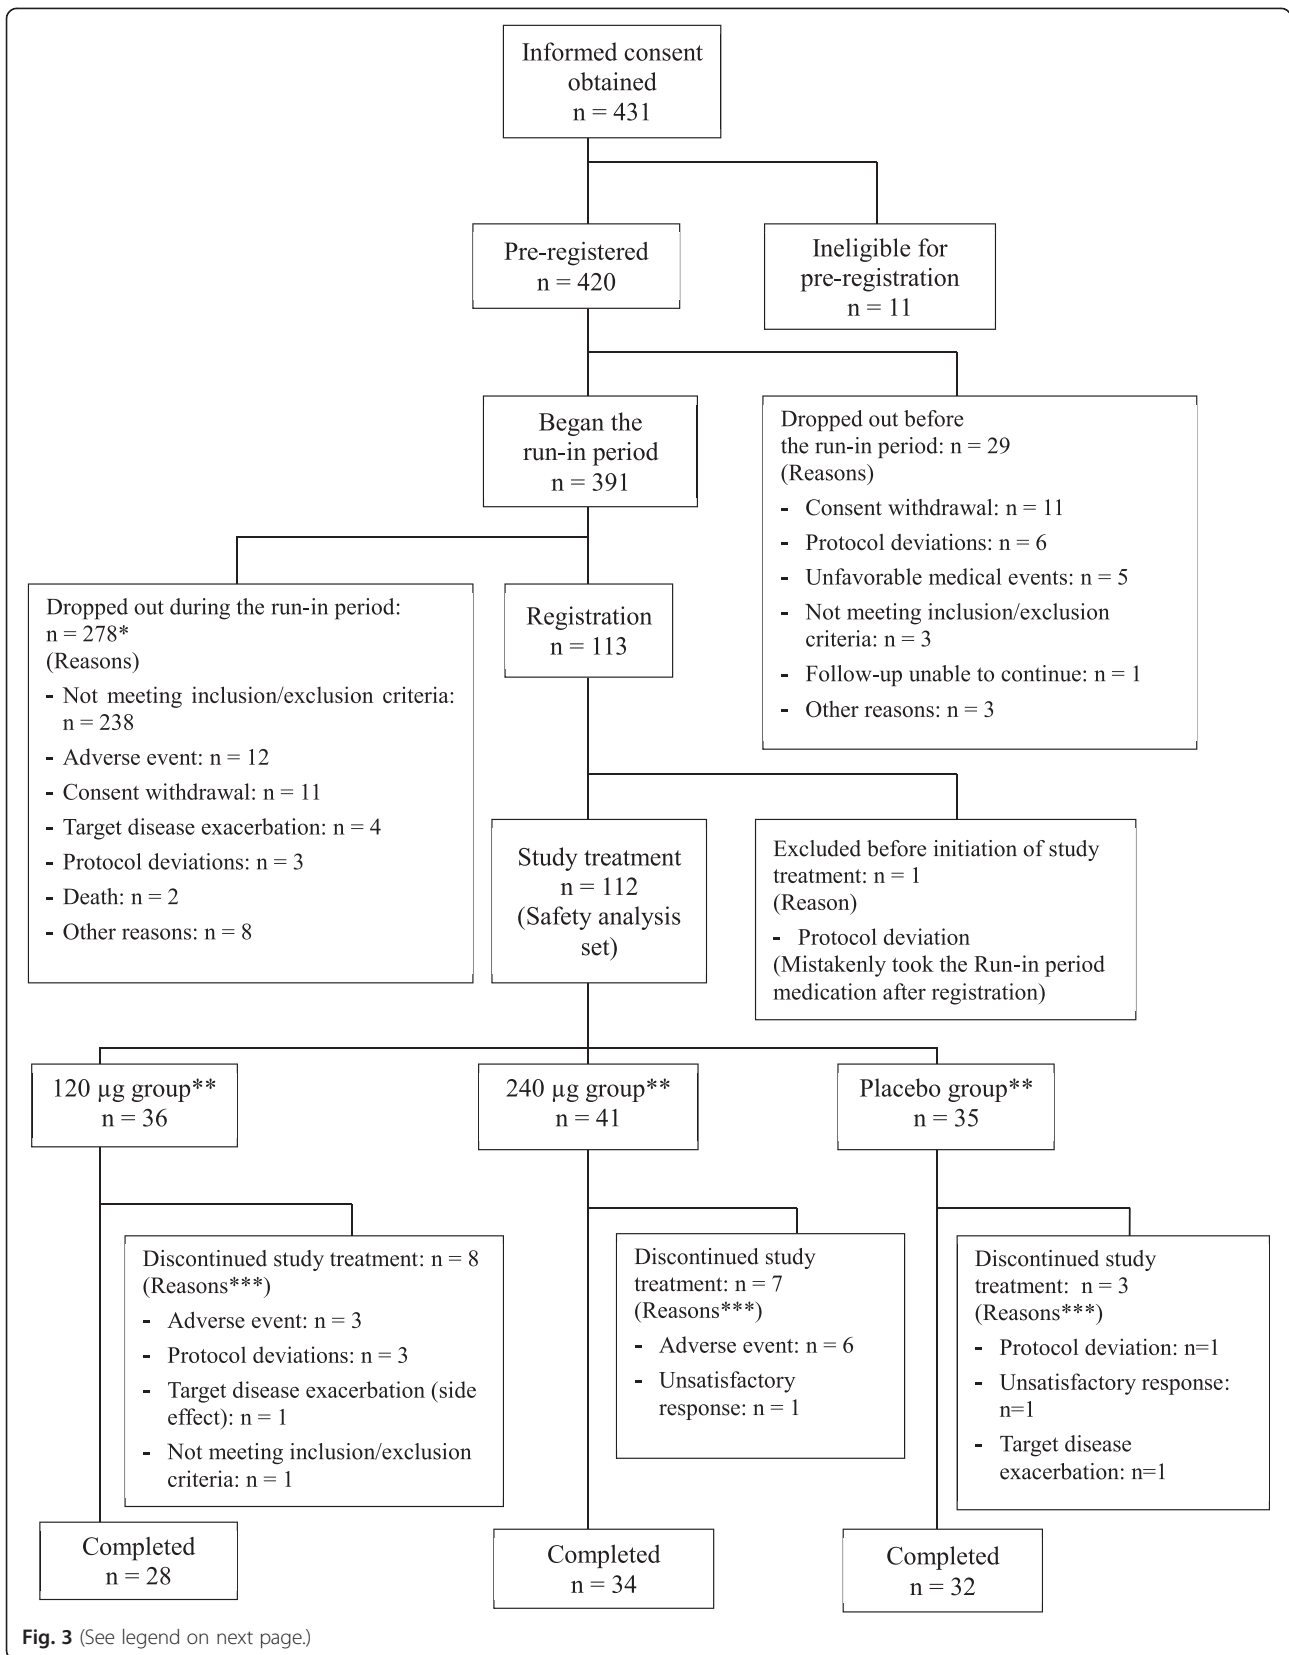 Informed consent
obtained
n = 431
Pre-registered
n = 420
Ineligible for
pre-registration
n = 11
Began the
run-in period
n = 391
Dropped out before
the run-in period: n = 29
(Reasons)
- Consent withdrawal: n = 11
- Protocol deviations: n = 6
- Unfavorable medical events: n = 5
- Not meeting inclusion/exclusion
criteria: n = 3
- Follow-up unable to continue: n = 1
- Other reasons: n = 3
Dropped out during the run-in period:
n = 278*
(Reasons)
- Not meeting inclusion/exclusion criteria:
n = 238
- Adverse event: n = 12
- Consent withdrawal: n = 11
- Target disease exacerbation: n = 4
- Protocol deviations: n = 3
- Death: n = 2
- Other reasons: n = 8
Registration
n = 113
Study treatment
n = 112
(Safety analysis
set)
Excluded before initiation of study
treatment: n = 1
(Reason)
- Protocol deviation
(Mistakenly took the Run-in period
medication after registration)
120 µg group**
n = 36
240 µg group**
n = 41
Placebo group**
n = 35
Discontinued study treatment: n = 8
(Reasons***)
- Adverse event: n = 3
- Protocol deviations: n = 3
- Target disease exacerbation (side
effect): n = 1
- Not meeting inclusion/exclusion
criteria: n = 1
Discontinued study
treatment: n = 7
(Reasons***)
- Adverse event: n = 6
- Unsatisfactory
response: n = 1
Discontinued study
treatment: n = 3
(Reasons***)
- Protocol deviation: n=1
- Unsatisfactory response:
n=1
- Target disease
exacerbation: n=1
Completed
n = 28
Completed
n = 34
Completed
n = 32
Fig. 3 (See legend on next page.)